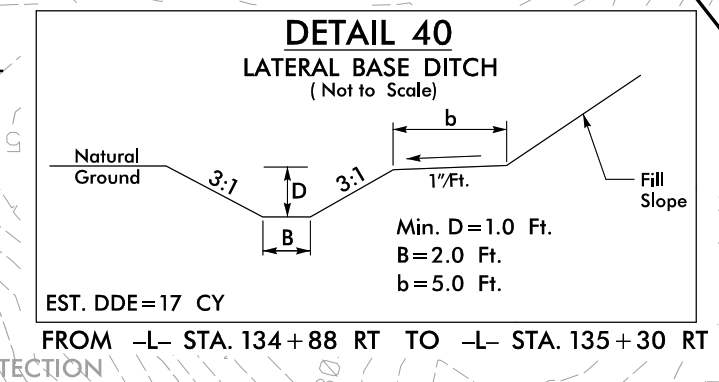 DETAIL 40
LATERAL BASE DITCH
( Not to Scale)
b
Natural
Ground
3:1
D
3:1
1"/Ft.
Fill
Slope
B
Min. D=1.0 Ft.
B=2.0 Ft.
b=5.0 Ft.
EST. DDE=17 CY
FROM -L- STA. 134+88 RT TO -L- STA. 135+30 RT
TECTION